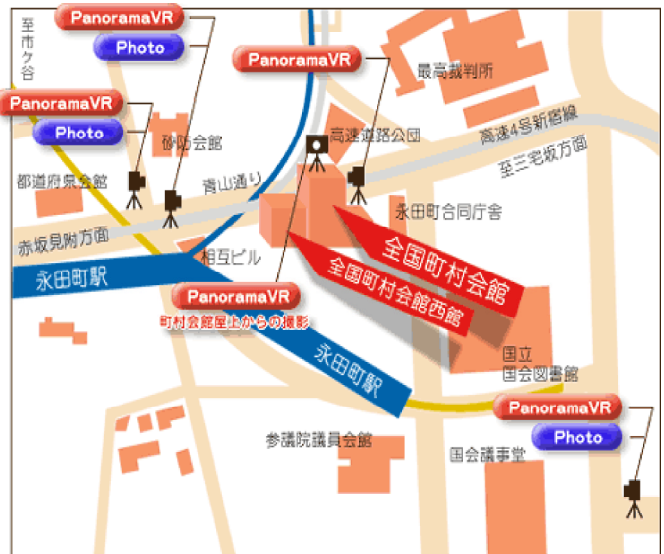 至市ケ谷
PanoramaVR
Photo
PanoramaVR
Photo
PanoramaVR
最高裁判所
砂防会館
高速道路公団
高速4号新宿線
至三宅坂方面
都道府県会館
青山通り
永田町合同庁舎
赤坂見附方面
相互ビル
全国町村会館
全国町村会館西館
永田町駅
PanoramaVR
町村会館屋上からの撮影
永田町駅
国立
国会図書館
PanoramaVR
Photo
参議院議員会館
国会議事堂